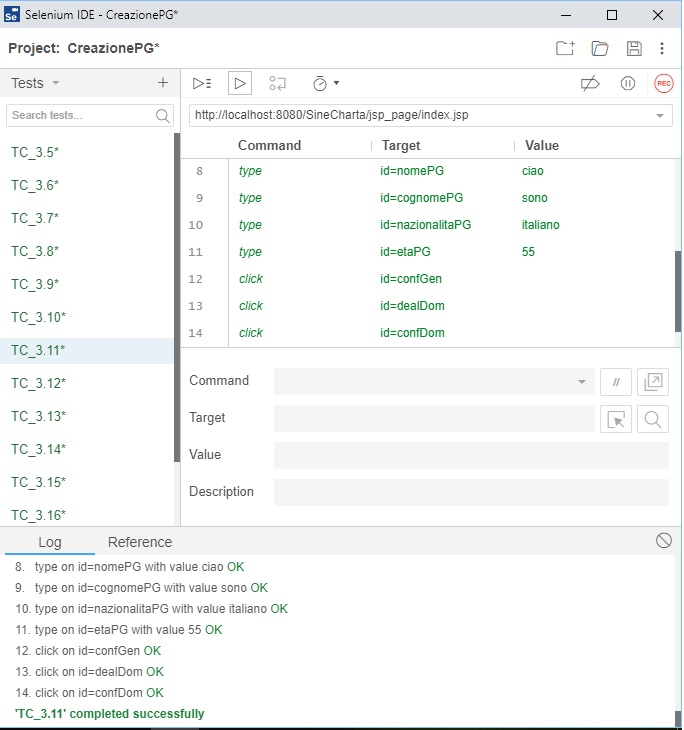 Selenium IDE - CreazionePG*
Project: CreazionePG*
Tests
http://localhost:8080/SineCharta/jsp_page/index.jsp
REC
Search tests...
TC_3.5*
TC_3.6*
TC_3.7*
TC_3.8*
TC_3.9*
TC_3.10*
TC_3.11*
TC_3.12*
TC_3.13*
TC_3.14*
TC_3.15*
TC_3.16*
Command Target Value
8 type id=nomePG ciao
9 type id=cognomePG sono
10 type id=nazionalitaPG italiano
11 type id=etaPG 55
12 click id=confGen
13 click id=dealDom
14 click id=confDom
Command //
Target
Value
Description
Log Reference
8. type on id=nomePG with value ciao OK
9. type on id=cognomePG with value sono OK
10. type on id=nazionalitaPG with value italiano OK
11. type on id=etaPG with value 55 OK
12. click on id=confGen OK
13. click on id=dealDom OK
14. click on id=confDom OK
'TC_3.11' completed successfully